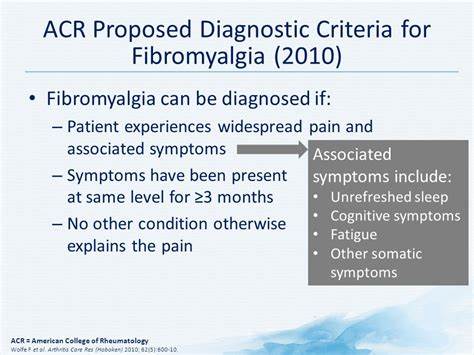 ACR Proposed Diagnostic Criteria for
Fibromyalgia (2010)
• Fibromyalgia can be diagnosed if:
– Patient experiences widespread pain and
associated symptoms
– Symptoms have been present
at same level for ≥3 months
– No other condition otherwise
explains the pain
Associated
symptoms include:
• Unrefreshed sleep
• Cognitive symptoms
• Fatigue
• Other somatic
symptoms
ACR = American College of Rheumatology
Wolfe F et al. Arthritis Care Res (Hoboken) 2010; 62(5):600-10.